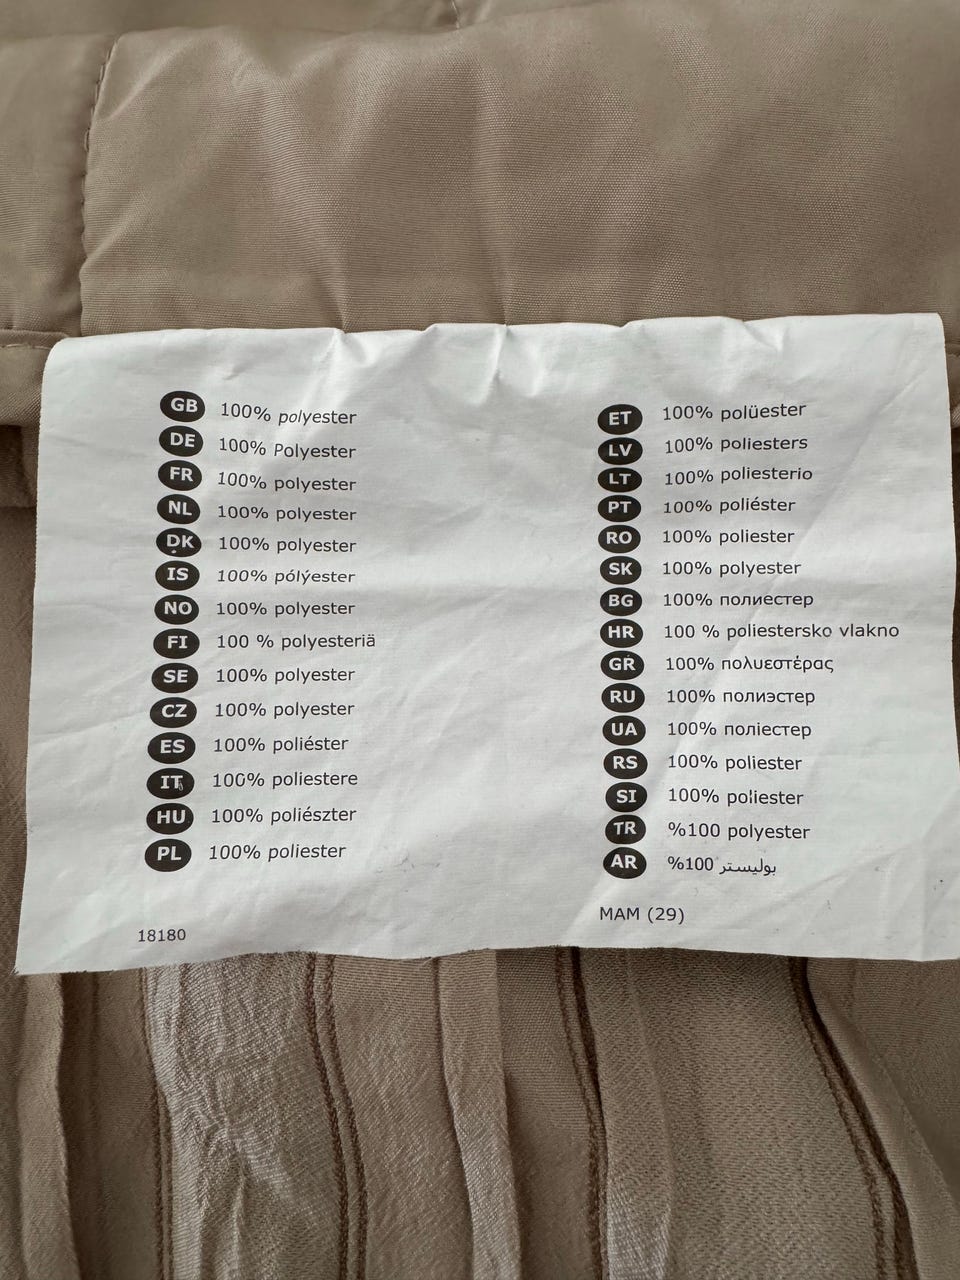 GB 100% polyester
DE 100% Polyester
FR 100% polyester
NL 100% polyester
DK 100% polyester
IS 100% pólýester
NO 100% polyester
FI 100 % polyesteriä
SE 100% polyester
CZ 100% polyester
ES 100% poliéster
IT 100% poliestere
HU 100% poliészter
PL 100% poliester
18180
ET 100% polüester
LV 100% poliesters
LT 100% poliesterio
PT 100% poliéster
RO 100% poliester
SK 100% polyester
BG 100% полиестер
HR 100 % poliestersko vlakno
GR 100% πολυεστέρας
RU 100% полиэстер
UA 100% поліестер
RS 100% poliester
SI 100% poliester
TR %100 polyester
AR %100 بوليستر
MAM (29)